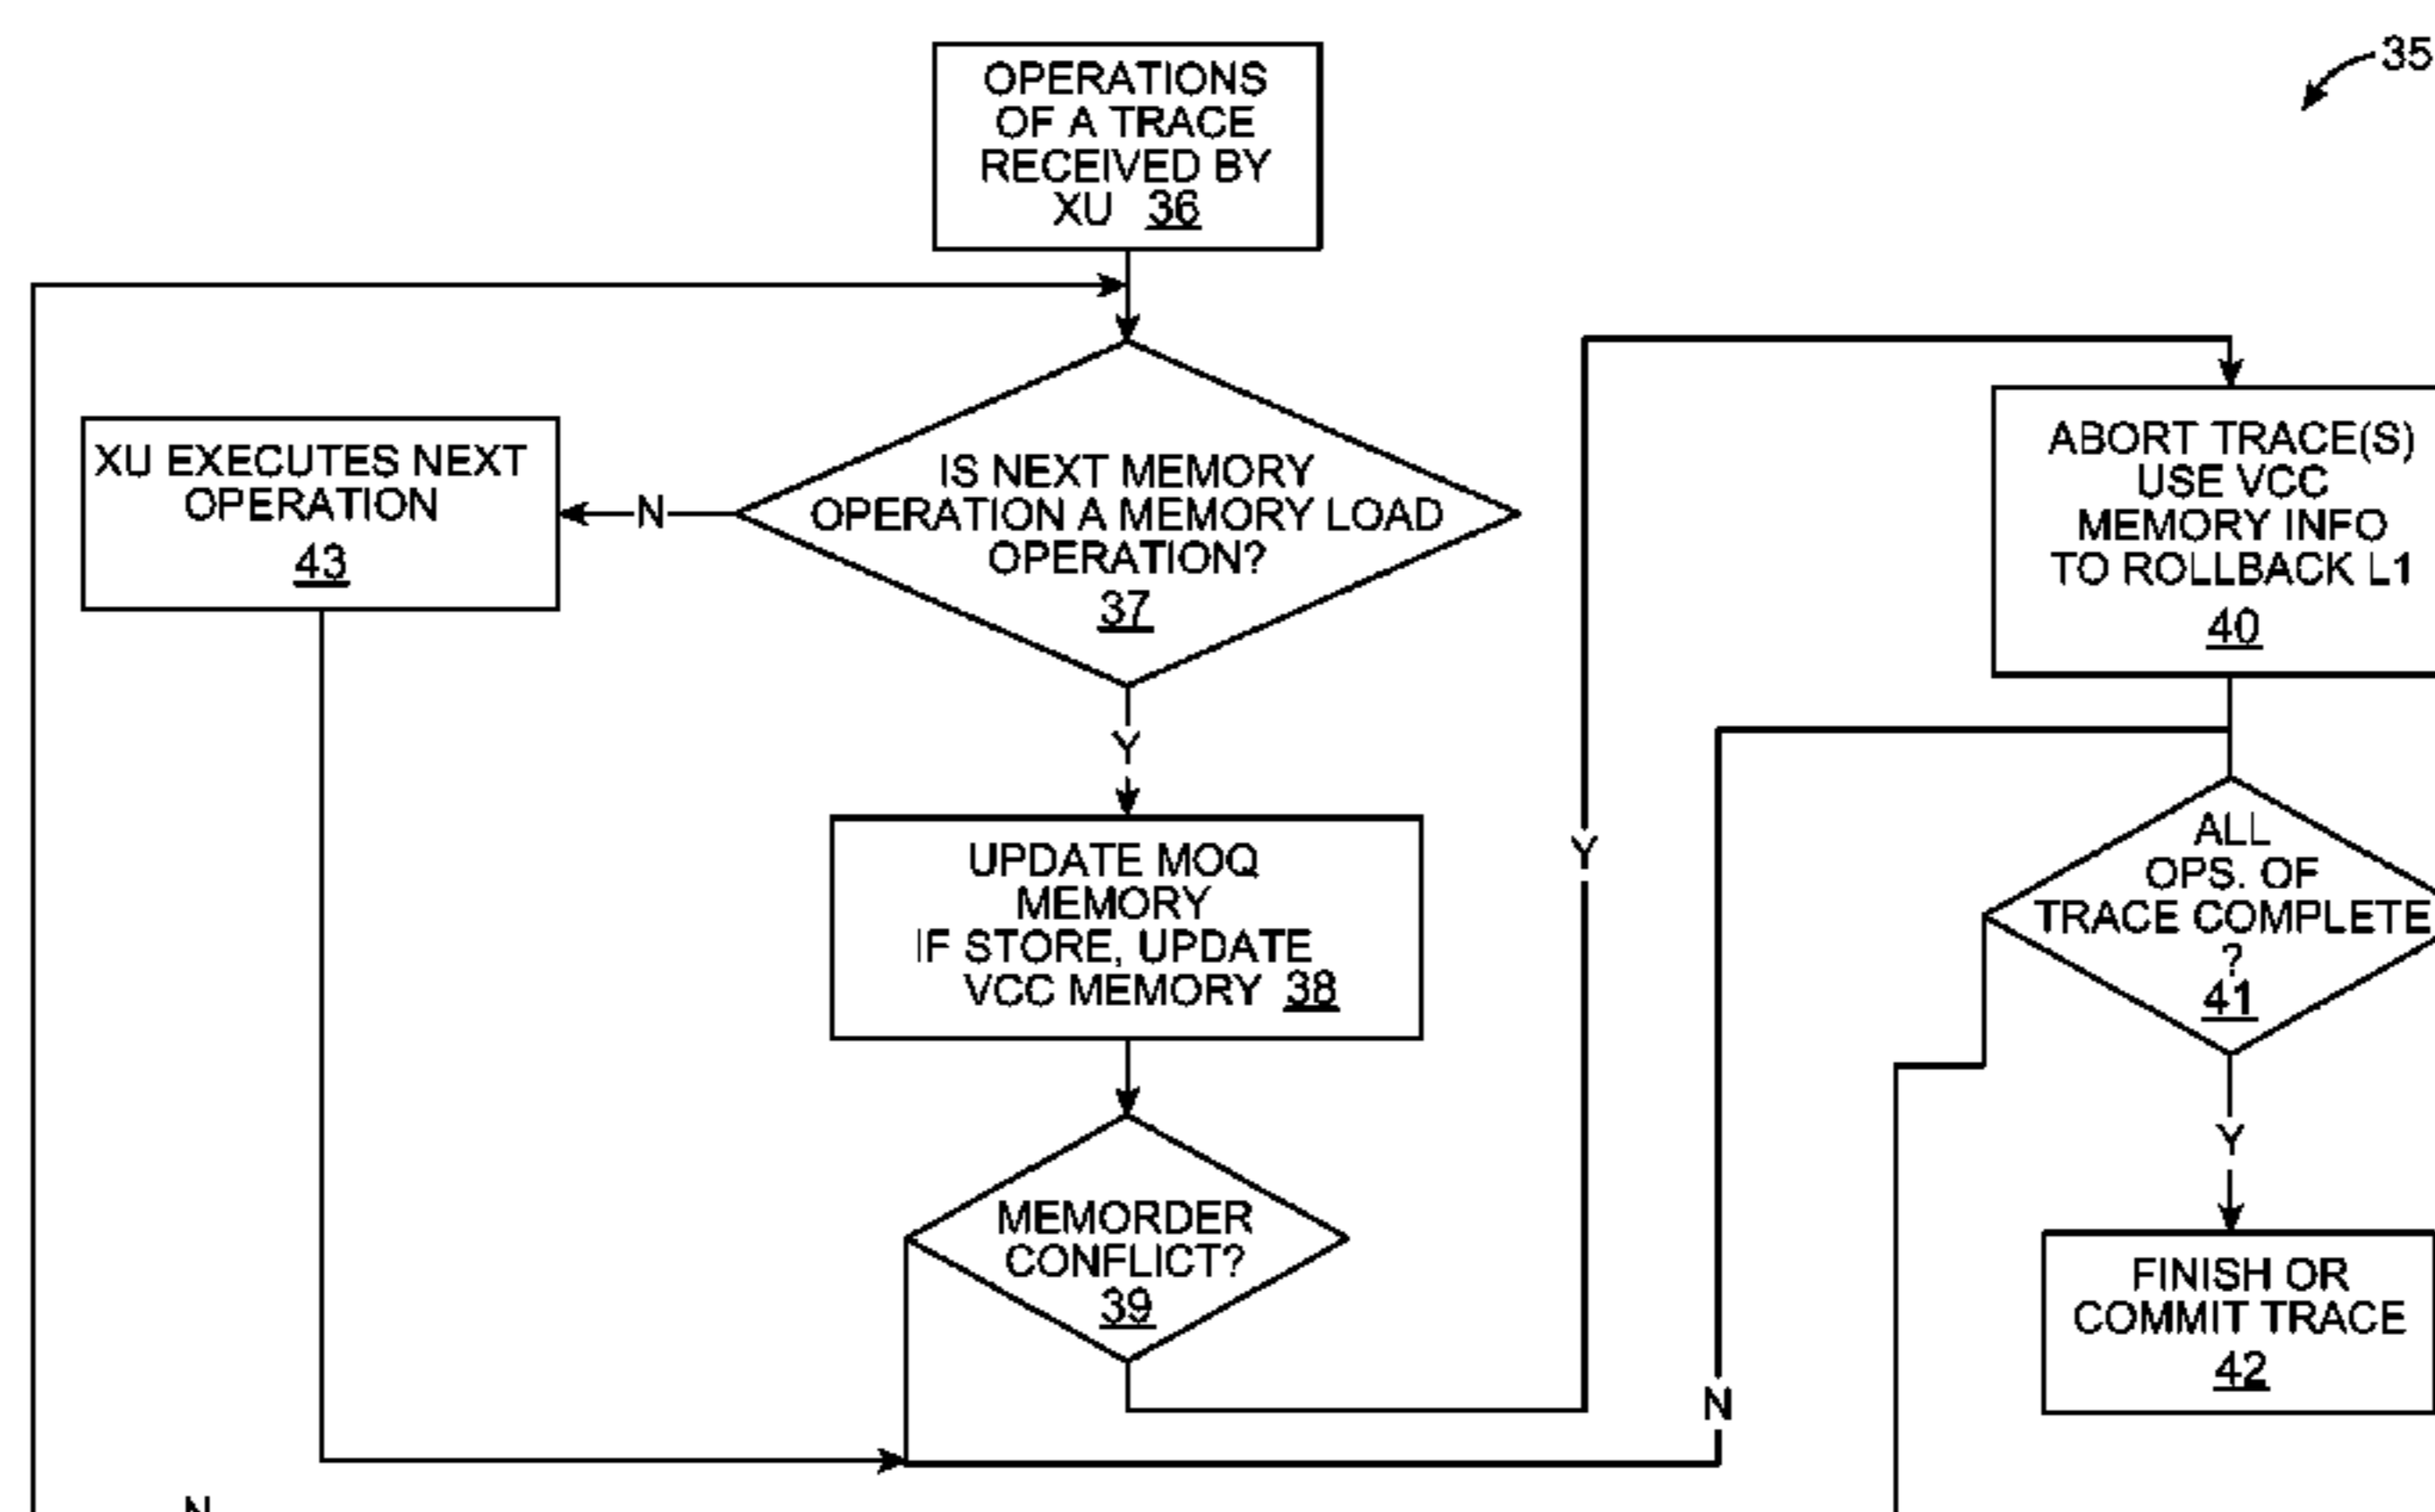 35
OPERATIONS
OF A TRACE
RECEIVED BY
XU 36
XU EXECUTES NEXT
OPERATION
43
N
IS NEXT MEMORY
OPERATION A MEMORY LOAD
OPERATION?
37
Y
UPDATE MOQ
MEMORY
IF STORE, UPDATE
VCC MEMORY 38
MEMORDER
CONFLICT?
39
Y
N
ABORT TRACE(S)
USE VCC
MEMORY INFO
TO ROLLBACK L1
40
ALL
OPS. OF
TRACE COMPLETE
?
41
Y
FINISH OR
COMMIT TRACE
42
N